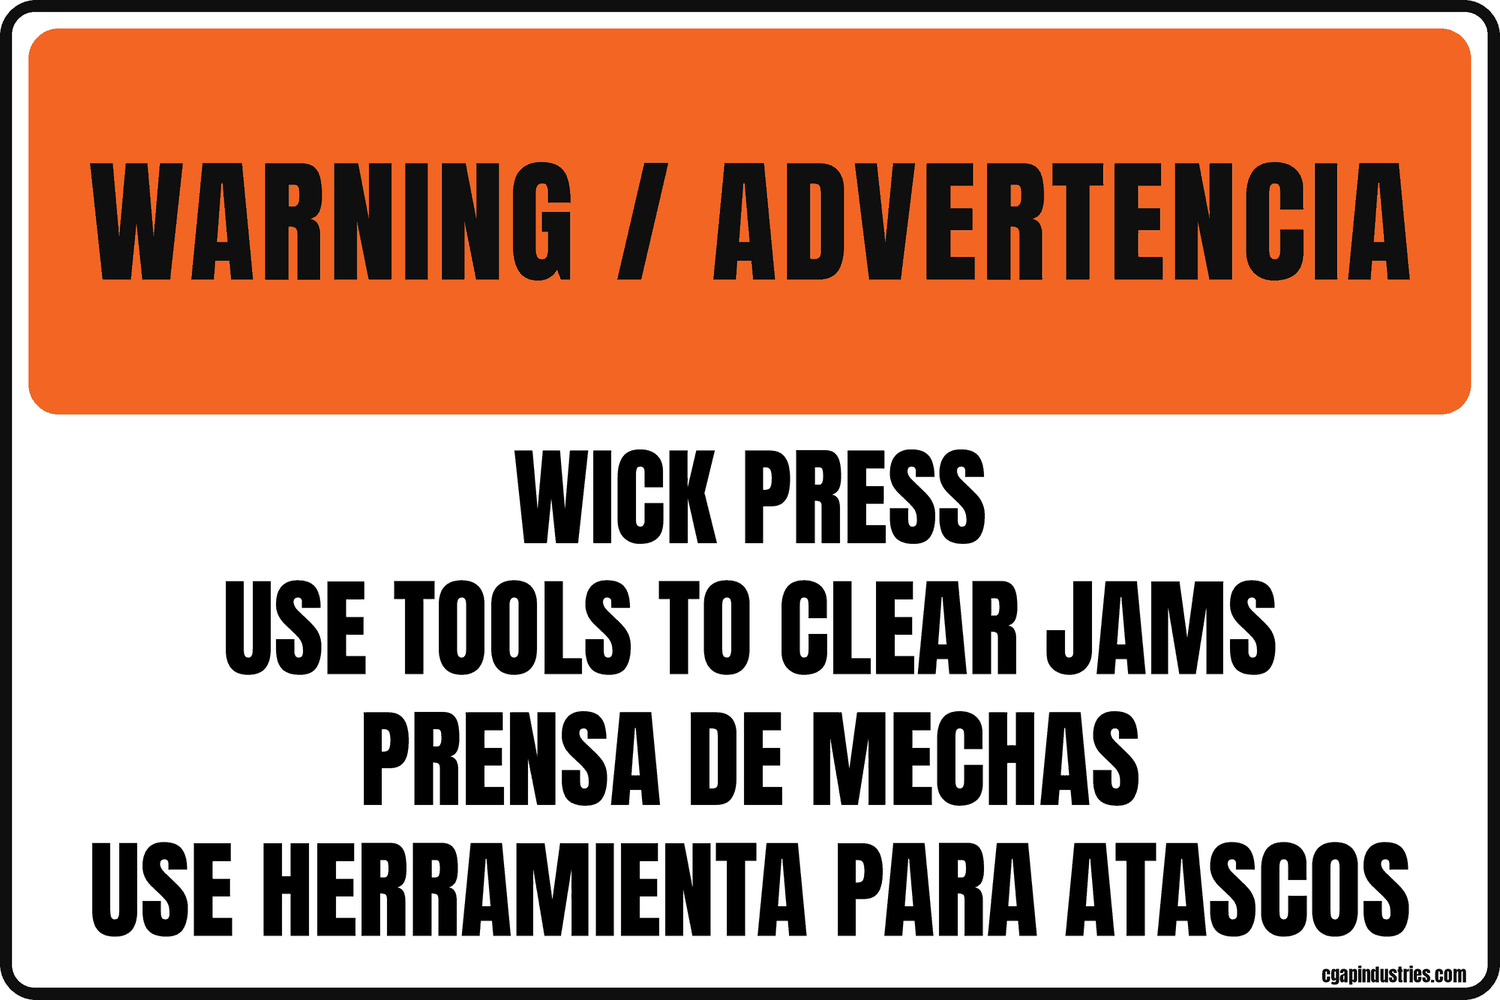 WARNING / ADVERTENCIA
WICK PRESS
USE TOOLS TO CLEAR JAMS
PRENSA DE MECHAS
USE HERRAMIENTA PARA ATASCOS
cgapindustries.com